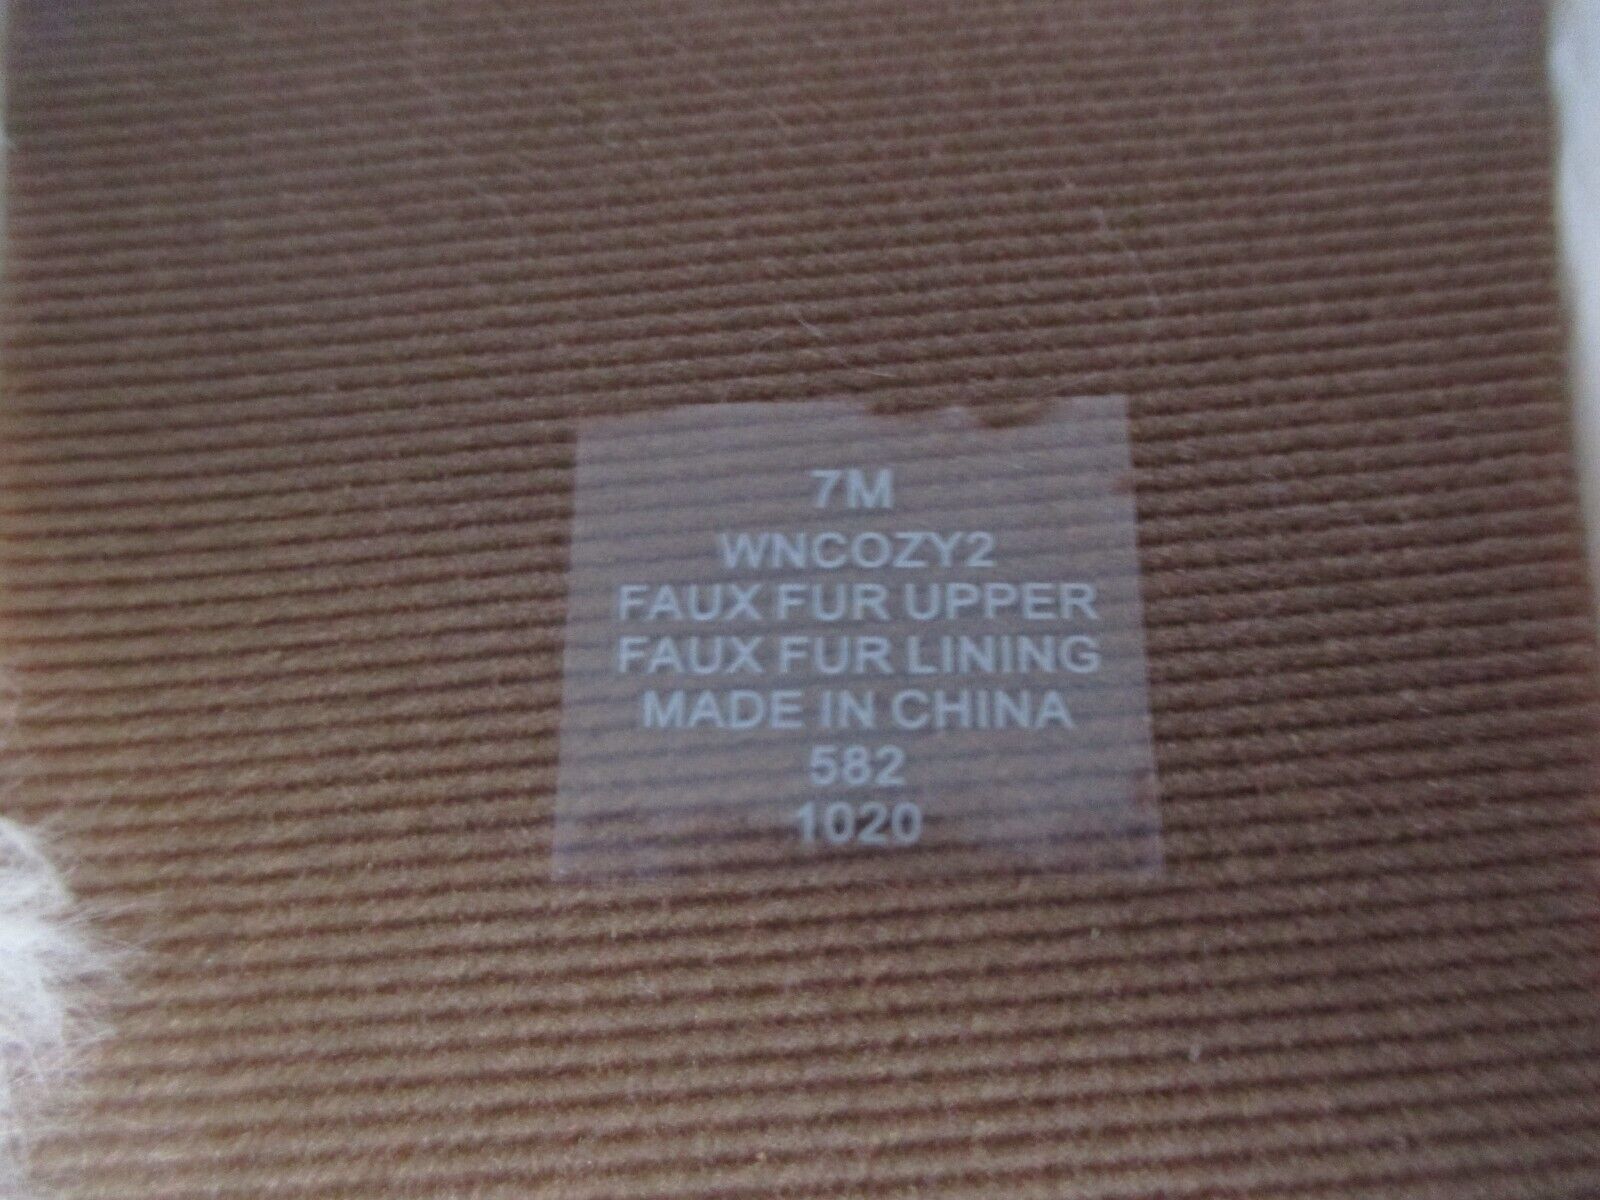 7M
WNCOZY2
FAUX FUR UPPER
FAUX FUR LINING
MADE IN CHINA
582
1020